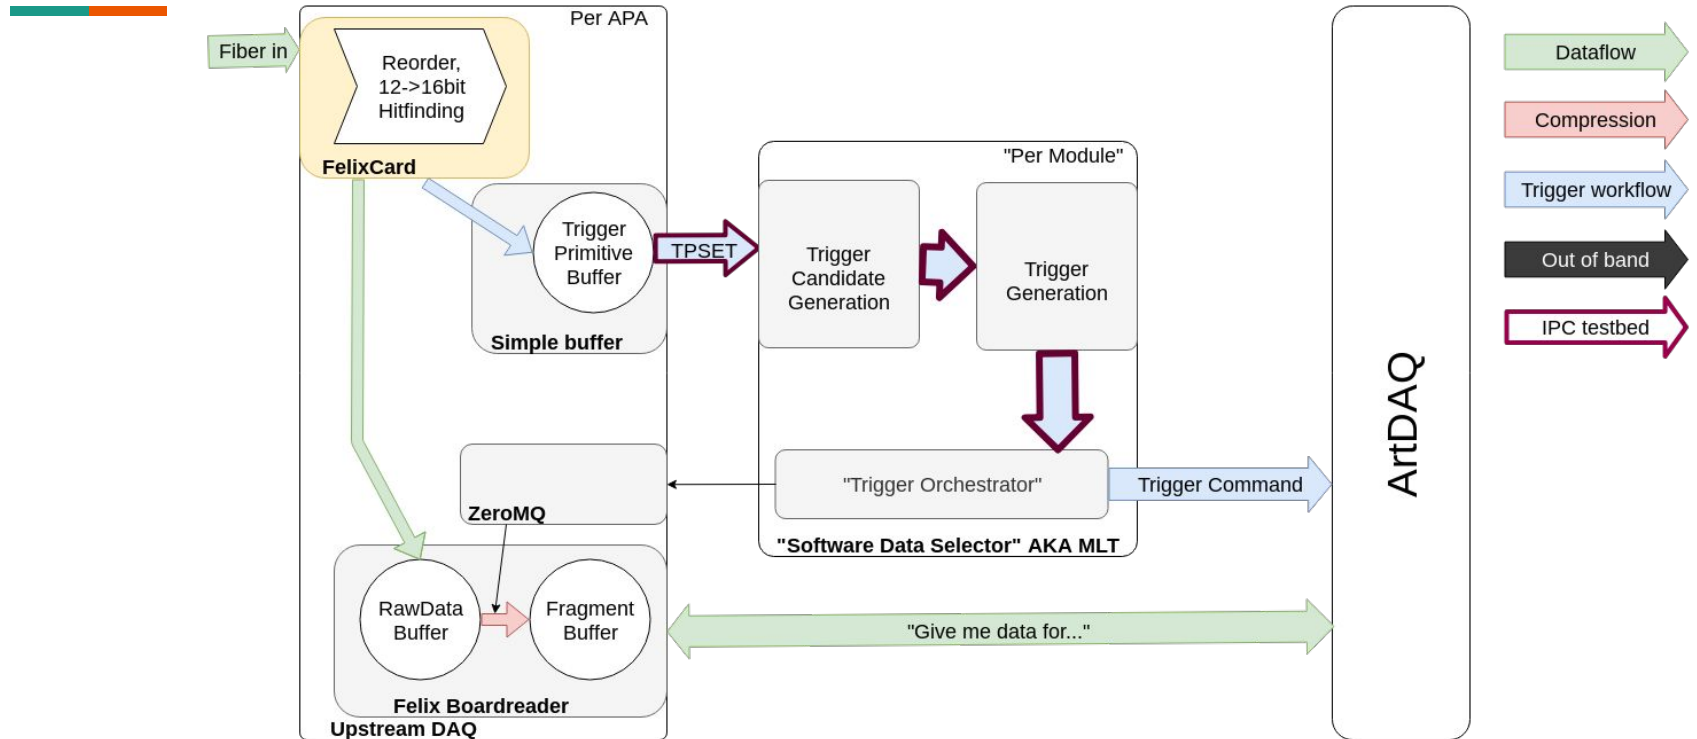 Per APA
Fiber in
Reorder,
12->16bit
Hitfinding
FelixCard
Trigger
Primitive
Buffer
Simple buffer
TPSET
"Per Module"
Trigger
Candidate
Generation
Trigger
Generation
"Trigger Orchestrator"
"Software Data Selector" AKA MLT
Trigger Command
ZeroMQ
RawData
Buffer
Fragment
Buffer
Felix Boardreader
Upstream DAQ
"Give me data for..."
ArtDAQ
Dataflow
Compression
Trigger workflow
Out of band
IPC testbed